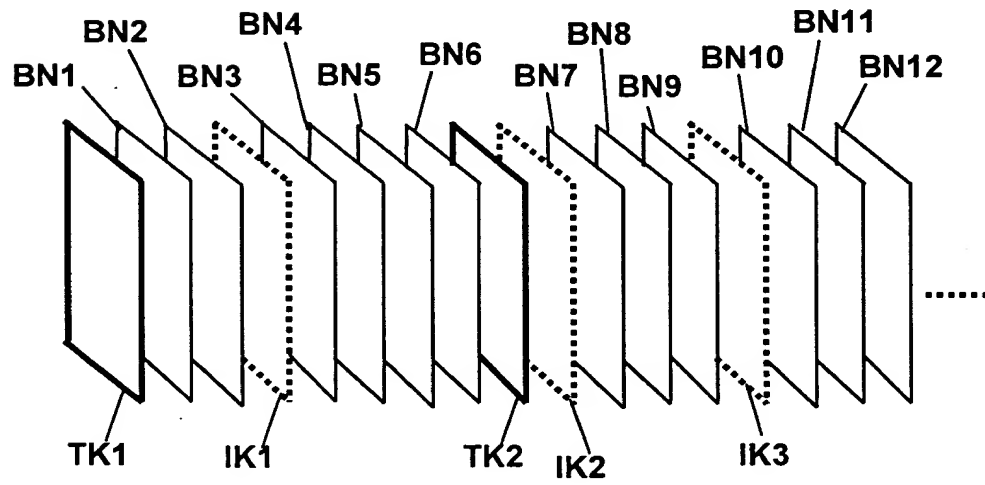 BN1
BN2
BN3
BN4
BN5
BN6
BN7
BN8
BN9
BN10
BN11
BN12
TK1
IK1
TK2
IK2
IK3